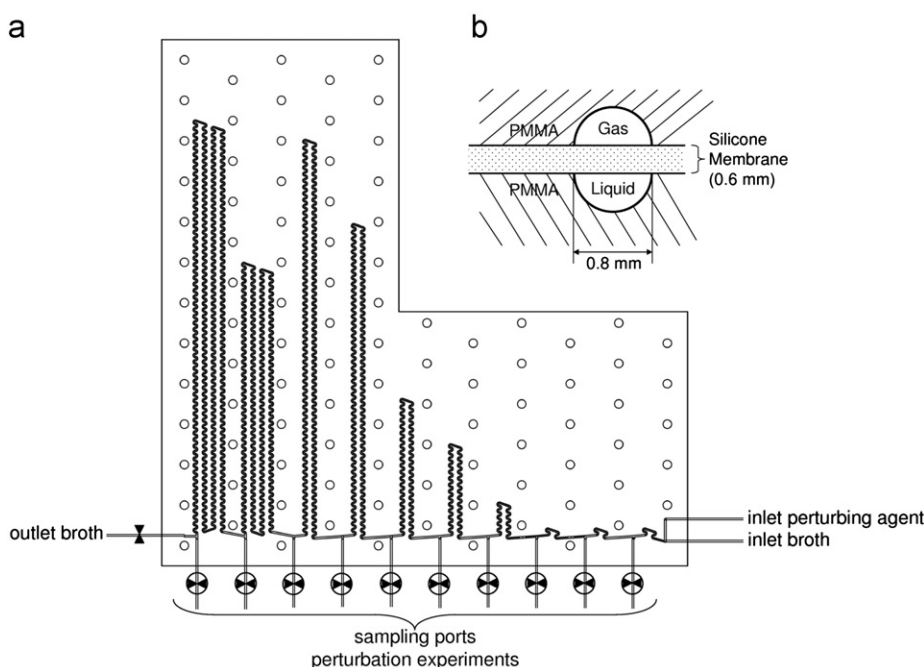 a
b
PMMA
Gas
Silicone
Membrane
(0.6 mm)
PMMA
Liquid
0.8 mm
outlet broth
inlet perturbing agent
inlet broth
sampling ports
perturbation experiments